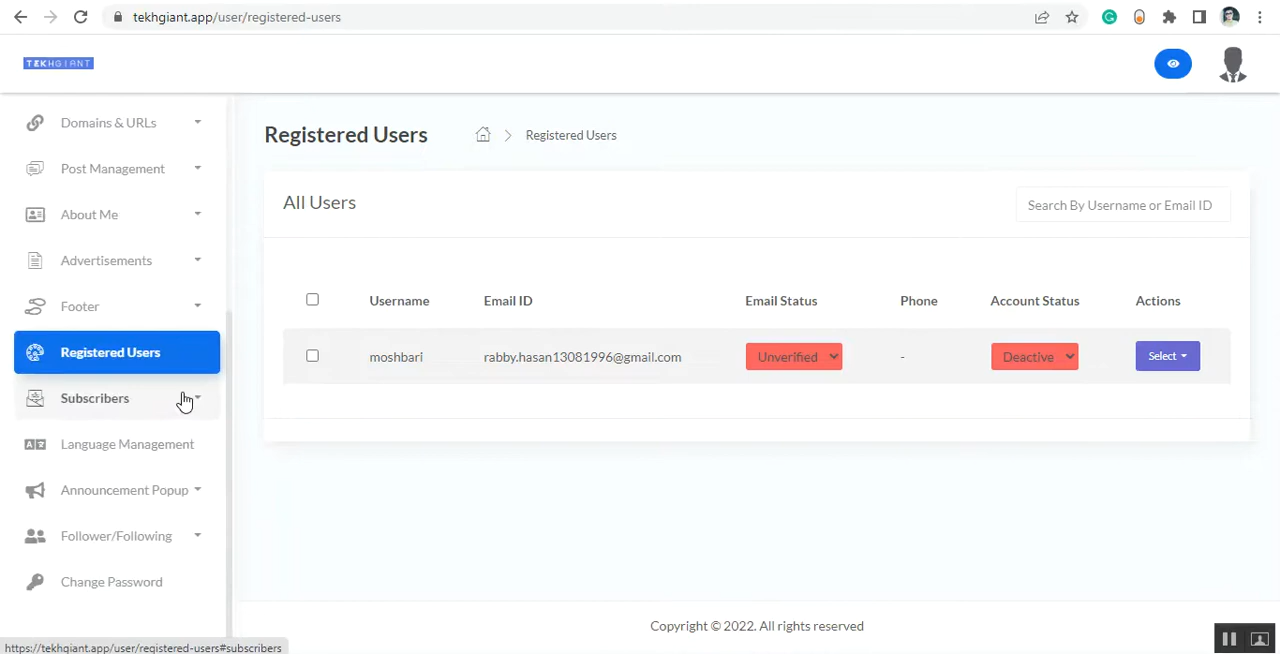 tekhgiant.app/user/registered-users
TEKHGIANT
Domains & URLs
Post Management
About Me
Advertisements
Footer
Registered Users
Subscribers
Language Management
Announcement Popup
Follower/Following
Change Password
Registered Users
Registered Users
All Users
Search By Username or Email ID
Username Email ID Email Status Phone Account Status Actions
moshbari rabby.hasan13081996@gmail.com Unverified - Deactive Select
Copyright © 2022. All rights reserved
https://tekhgiant.app/user/registered-users#subscribers